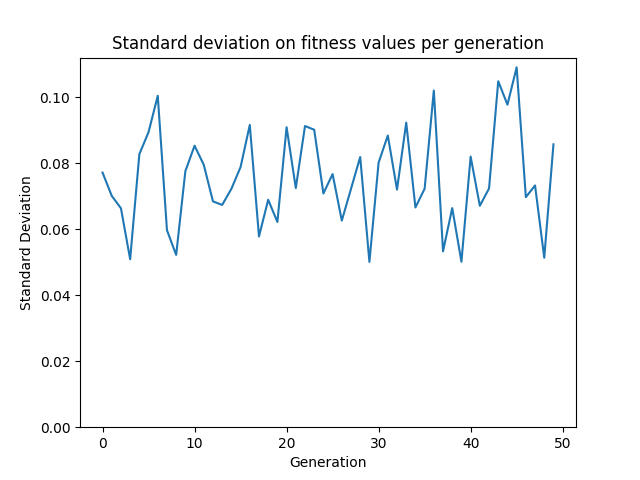 Standard deviation on fitness values per generation
Standard Deviation
0.10
0.08
0.06
0.04
0.02
0.00
0 10 20 30 40 50
Generation